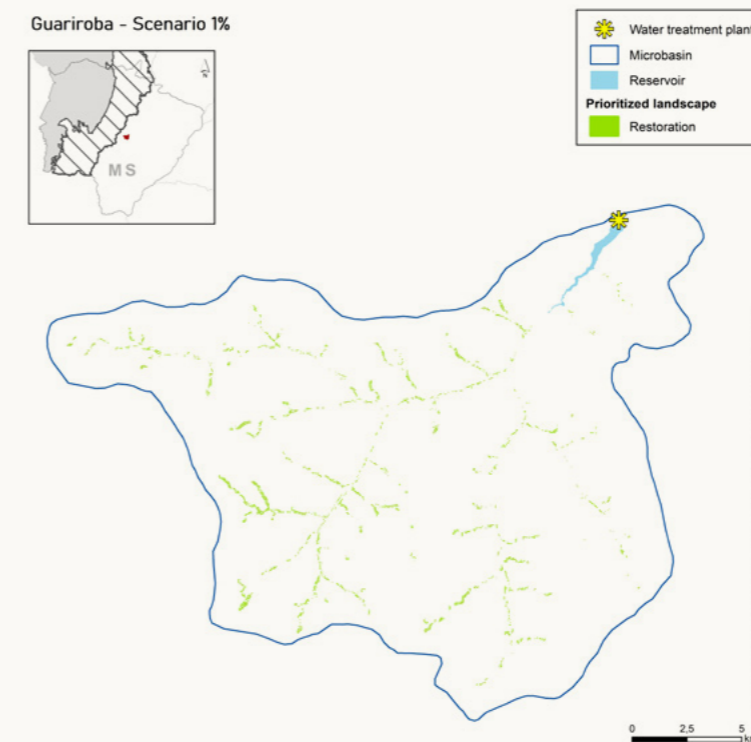 Guariroba - Scenario 1%
MS
Water treatment plant
Microbasin
Reservoir
Prioritized landscape
Restoration
0 2,5 5